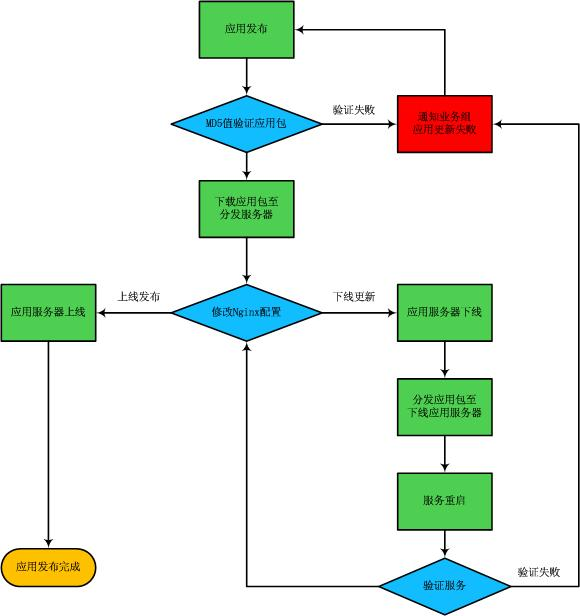 应用发布
MD5值验证应用包
验证失败
通知业务组
应用更新失败
下载应用包至
分发服务器
应用服务器上线
上线发布
修改Nginx配置
下线更新
应用服务器下线
分发应用包至
下线应用服务器
服务重启
应用发布完成
验证服务
验证失败